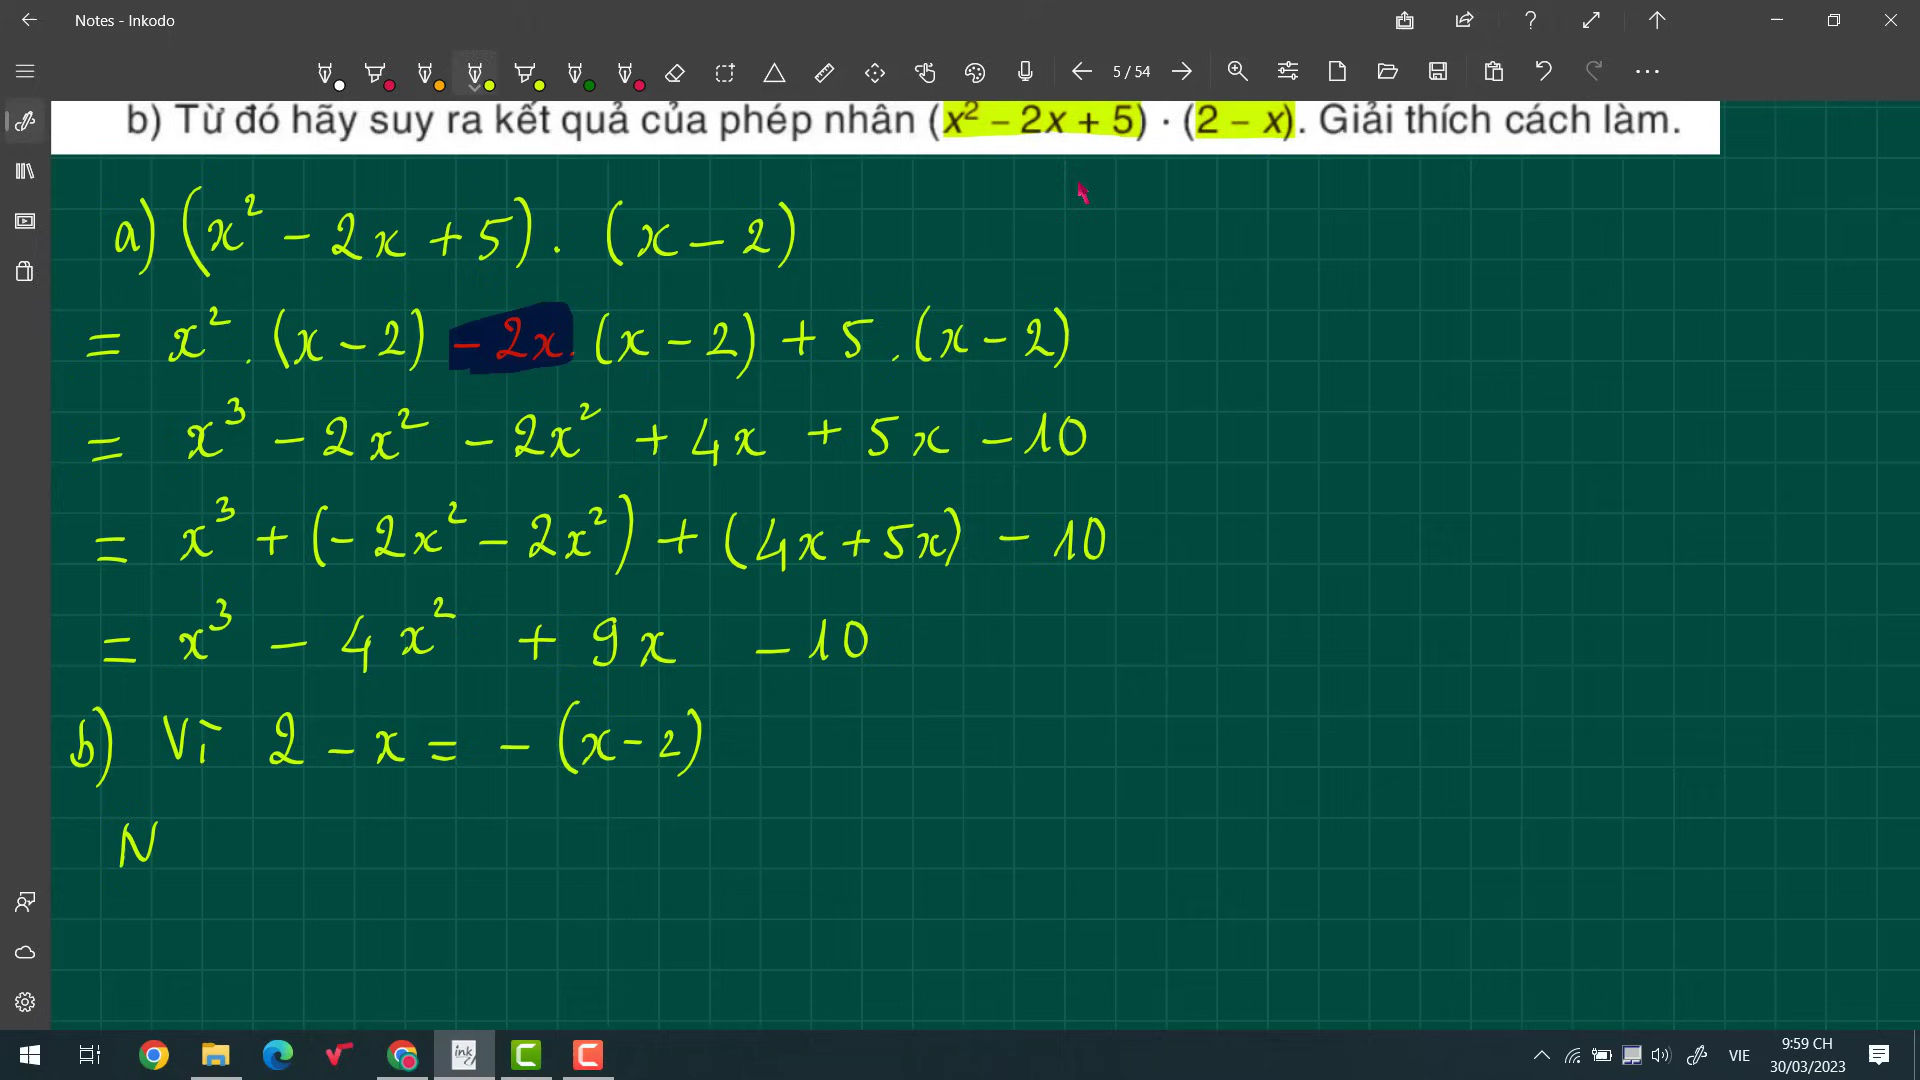 Notes - Inkodo
5 / 54
b) Từ đó hãy suy ra kết quả của phép nhân (x² − 2x + 5) · (2 − x). Giải thích cách làm.
a) (x² − 2x + 5) . (x − 2)
= x² . (x − 2) − 2x . (x − 2) + 5 . (x − 2)
= x³ − 2x² − 2x² + 4x + 5x − 10
= x³ + (− 2x² − 2x²) + (4x + 5x) − 10
= x³ − 4x² + 9x − 10
b) Vì 2 − x = − (x − 2)
N
ink
VIE
9:59 CH
30/03/2023